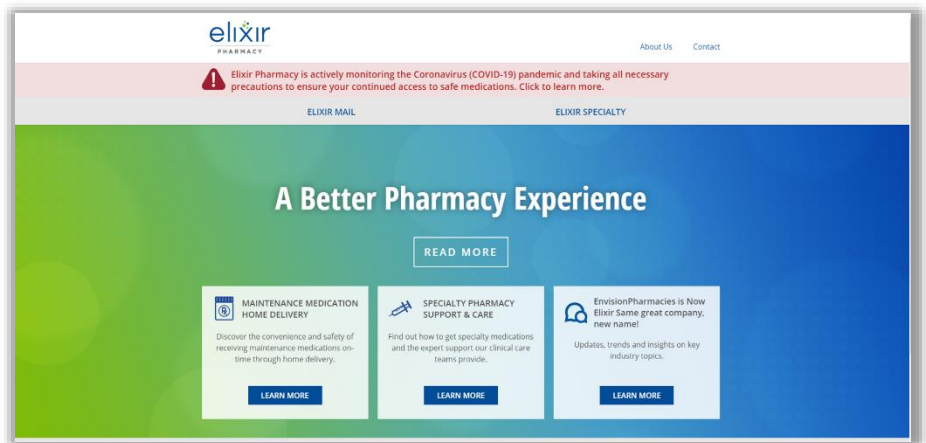 elixir
PHARMACY
About Us Contact
Elixir Pharmacy is actively monitoring the Coronavirus (COVID-19) pandemic and taking all necessary
precautions to ensure your continued access to safe medications. Click to learn more.
ELIXIR MAIL ELIXIR SPECIALTY
A Better Pharmacy Experience
READ MORE
MAINTENANCE MEDICATION
HOME DELIVERY
Discover the convenience and safety of
receiving maintenance medications on-
time through home delivery.
LEARN MORE
SPECIALTY PHARMACY
SUPPORT & CARE
Find out how to get specialty medications
and the expert support our clinical care
teams provide.
LEARN MORE
EnvisionPharmacies is Now
Elixir Same great company,
new name!
Updates, trends and insights on key
industry topics.
LEARN MORE